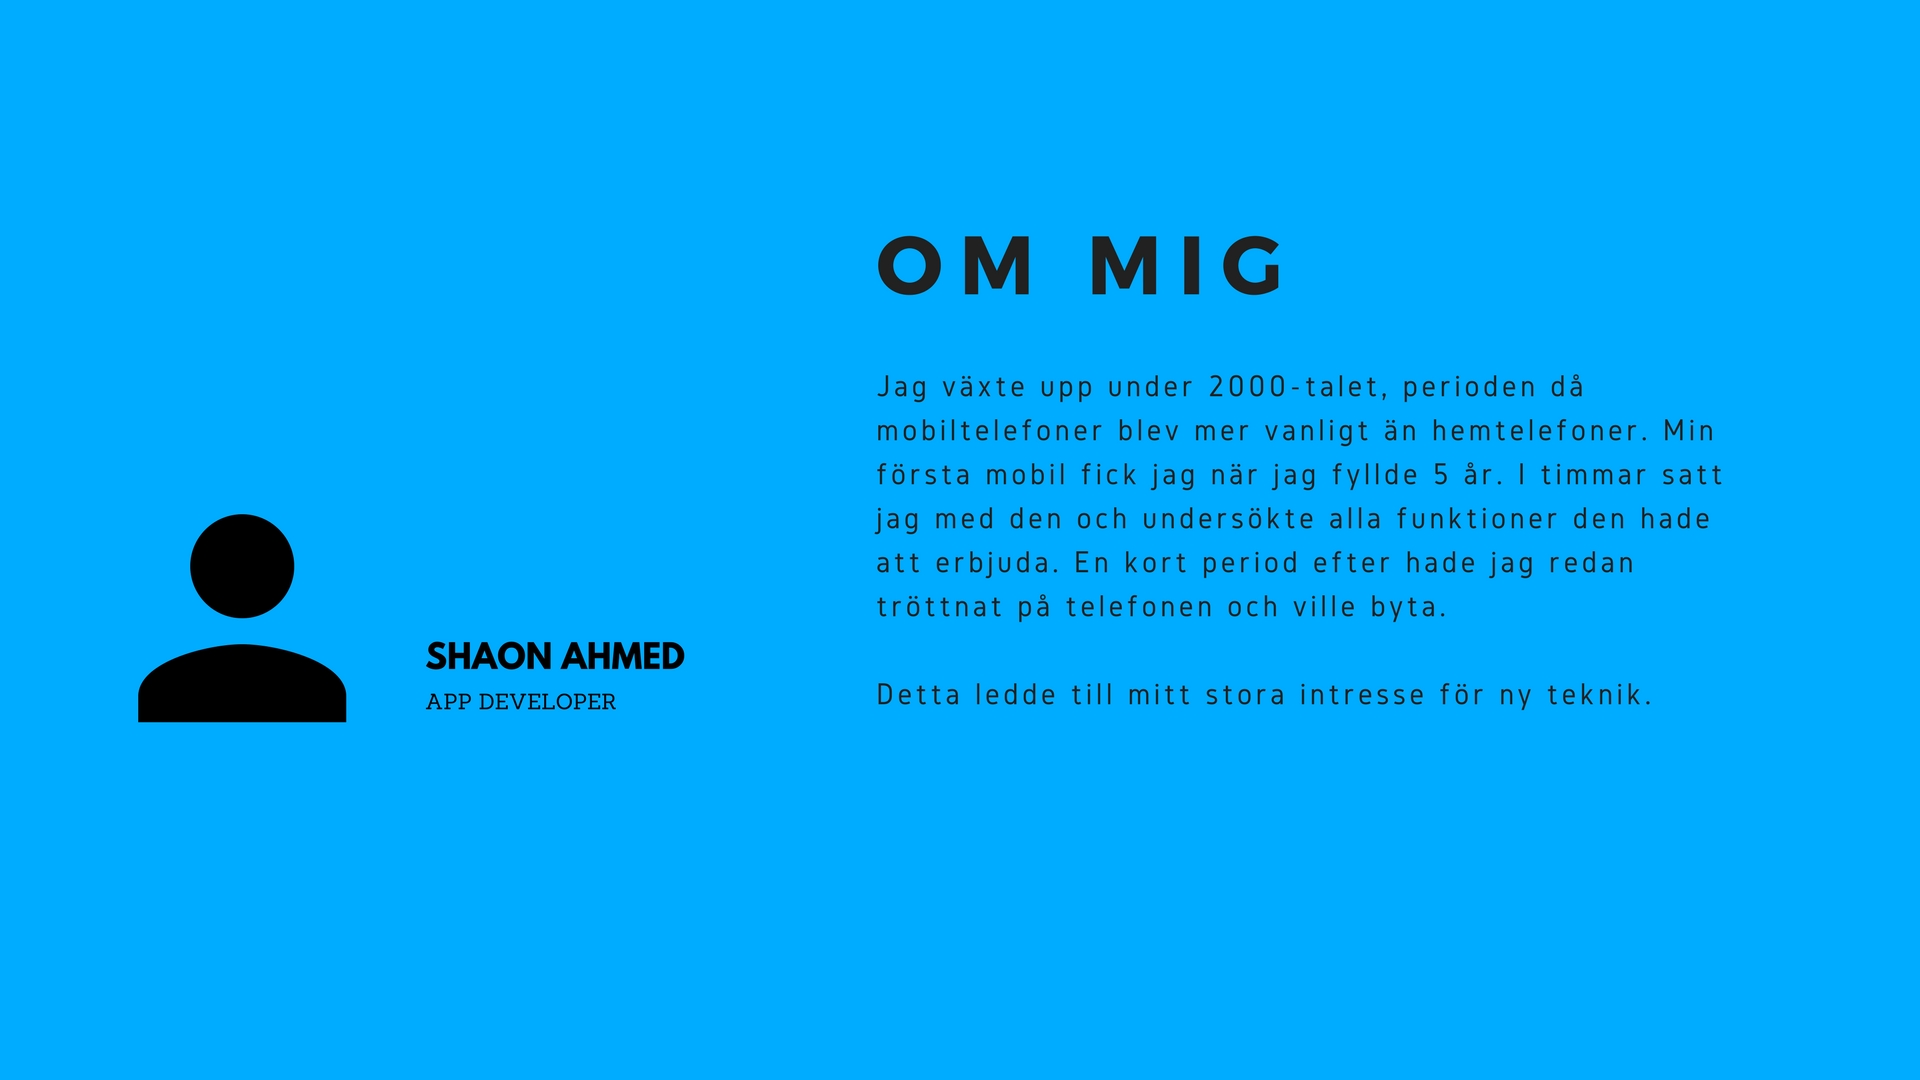 OM MIG
Jag växte upp under 2000-talet, perioden då
mobiltelefoner blev mer vanligt än hemtelefoner. Min
första mobil fick jag när jag fyllde 5 år. I timmar satt
jag med den och undersökte alla funktioner den hade
att erbjuda. En kort period efter hade jag redan
tröttnat på telefonen och ville byta.
Detta ledde till mitt stora intresse för ny teknik.
SHAON AHMED
APP DEVELOPER